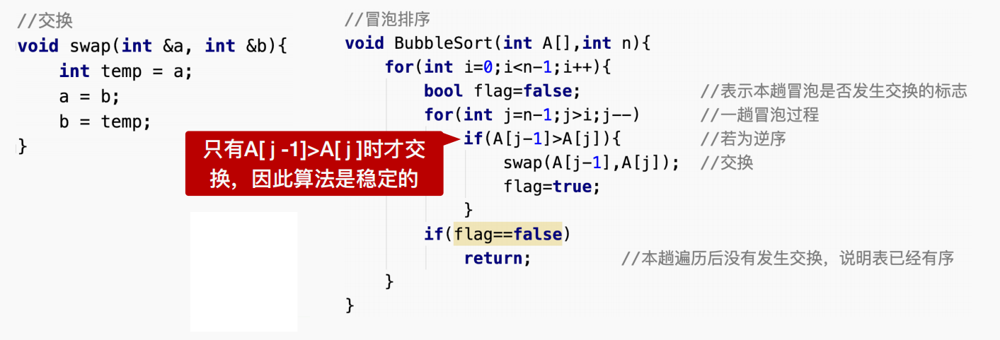 //交换
void swap(int &a, int &b){
    int temp = a;
    a = b;
    b = temp;
}
//冒泡排序
void BubbleSort(int A[],int n){
    for(int i=0;i<n-1;i++){
        bool flag=false;            //表示本趟冒泡是否发生交换的标志
        for(int j=n-1;j>i;j--)      //一趟冒泡过程
            if(A[j-1]>A[j]){        //若为逆序
                swap(A[j-1],A[j]);  //交换
                flag=true;
            }
        if(flag==false)
            return;         //本趟遍历后没有发生交换，说明表已经有序
    }
}
只有A[ j -1]>A[ j ]时才交
换，因此算法是稳定的